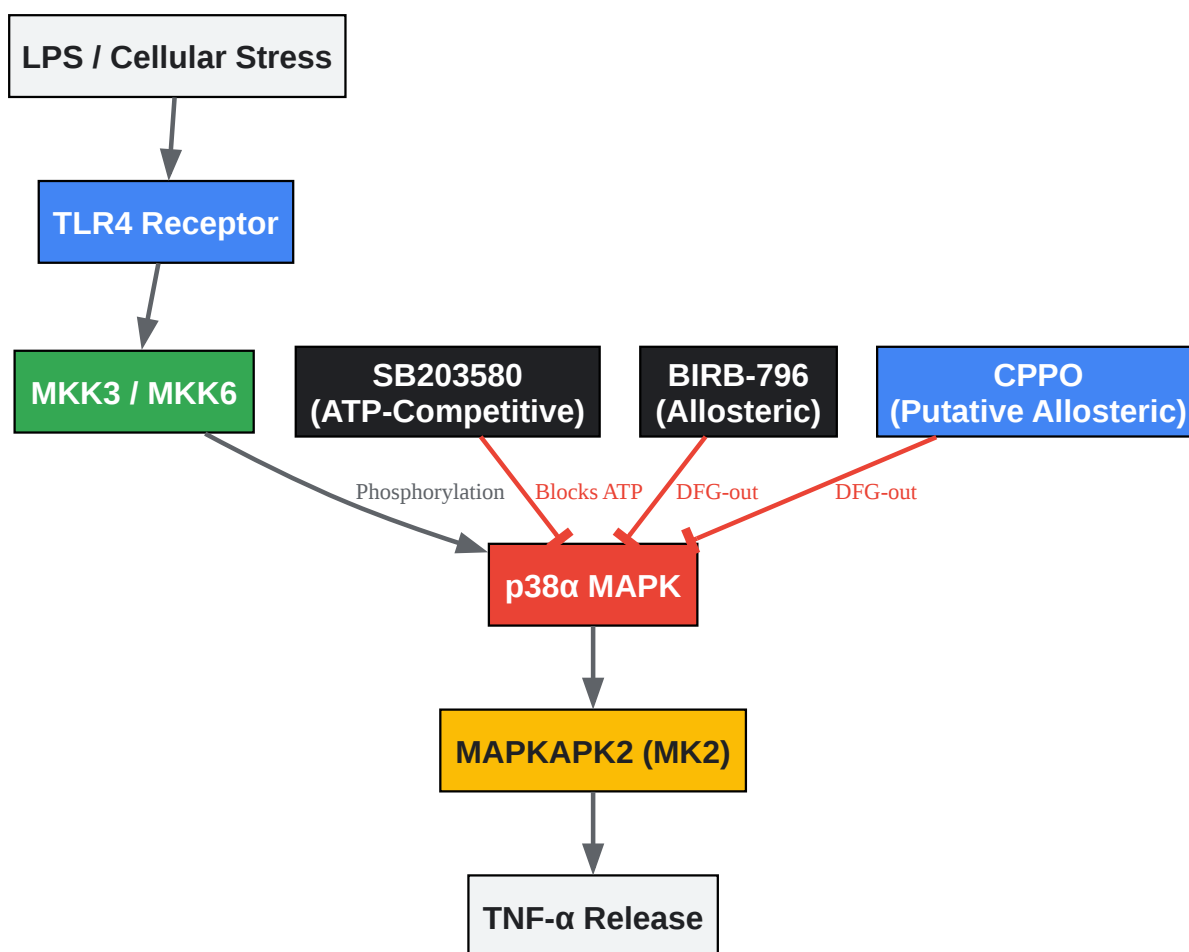 LPS / Cellular Stress
TLR4 Receptor
MKK3 / MKK6
SB203580
(ATP-Competitive)
BIRB-796
(Allosteric)
CPPO
(Putative Allosteric)
Phosphorylation
Blocks ATP
DFG-out
DFG-out
p38α MAPK
MAPKAPK2 (MK2)
TNF-α Release